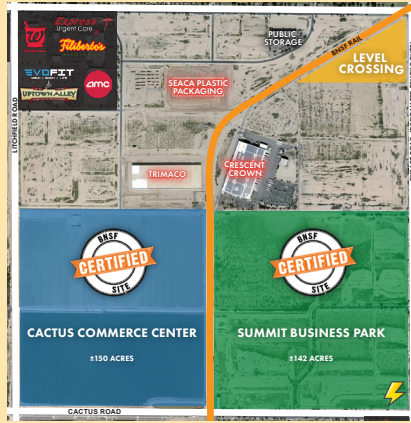 Express
Urgent Care
Filiberto's
EVOFIT
amc
UPTOWN ALLEY
PUBLIC
STORAGE
BNSF RAIL
LEVEL
CROSSING
SEACA PLASTIC
PACKAGING
LITCHFIELD ROAD
TRIMACO
CRESCENT
CROWN
BNSF
CERTIFIED
SITE
BNSF
CERTIFIED
SITE
CACTUS COMMERCE CENTER
±150 ACRES
SUMMIT BUSINESS PARK
±142 ACRES
CACTUS ROAD